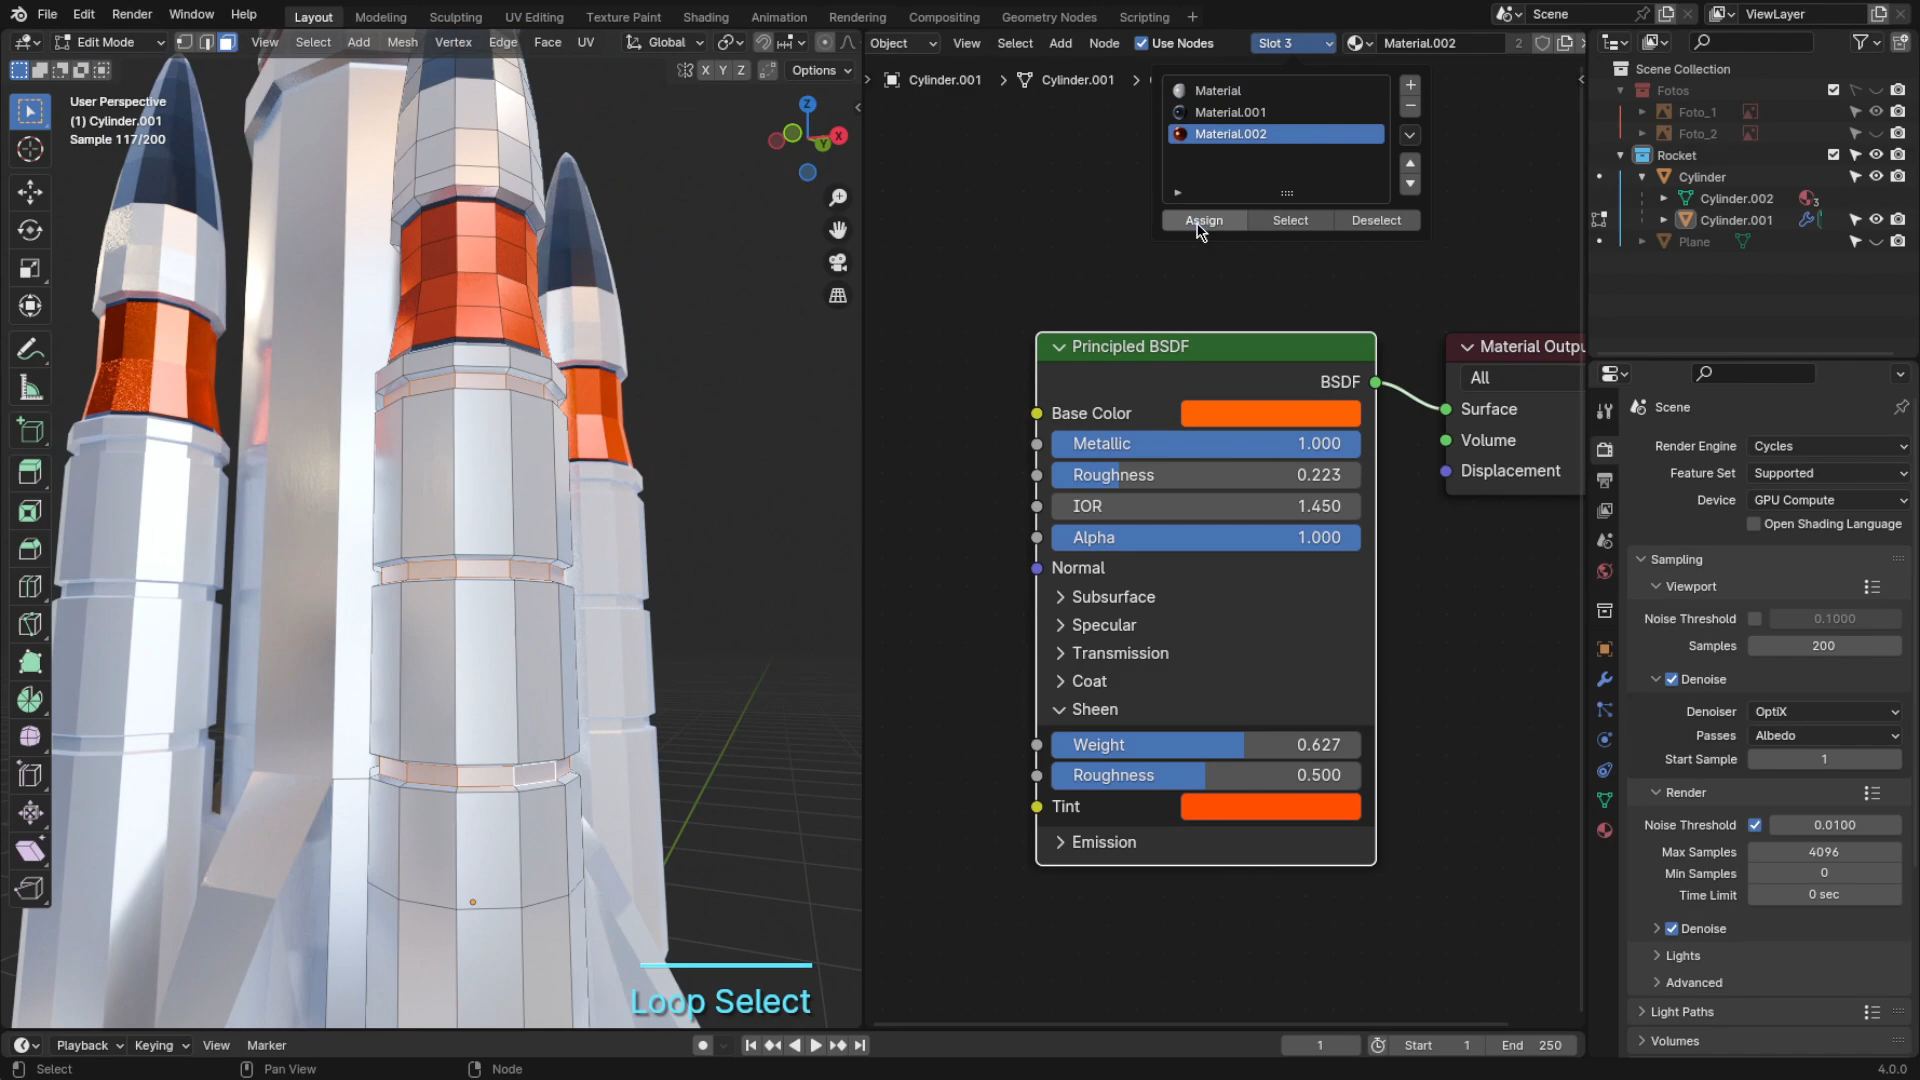 File Edit Render Window Help
Layout Modeling Sculpting UV Editing Texture Paint Shading Animation Rendering Compositing Geometry Nodes Scripting +
Scene
ViewLayer
Edit Mode View Select Add Mesh Vertex Edge Face UV Global
X Y Z Options
User Perspective
(1) Cylinder.001
Sample 117/200
Z
X
Y
Loop Select
Object View Select Add Node Use Nodes Slot 3 Material.002 2
Cylinder.001 > Cylinder.001 >
Material
Material.001
Material.002
Assign Select Deselect
Principled BSDF
BSDF
Base Color
Metallic 1.000
Roughness 0.223
IOR 1.450
Alpha 1.000
Normal
Subsurface
Specular
Transmission
Coat
Sheen
Weight 0.627
Roughness 0.500
Tint
Emission
Material Outpu
All
Surface
Volume
Displacement
Scene Collection
Fotos
Foto_1
Foto_2
Rocket
Cylinder
Cylinder.002 3
Cylinder.001
Plane
Scene
Render Engine Cycles
Feature Set Supported
Device GPU Compute
Open Shading Language
Sampling
Viewport
Noise Threshold 0.1000
Samples 200
Denoise
Denoiser OptiX
Passes Albedo
Start Sample 1
Render
Noise Threshold 0.0100
Max Samples 4096
Min Samples 0
Time Limit 0 sec
Denoise
Lights
Advanced
Light Paths
Volumes
Playback Keying View Marker
1 Start 1 End 250
Select Pan View Node 4.0.0